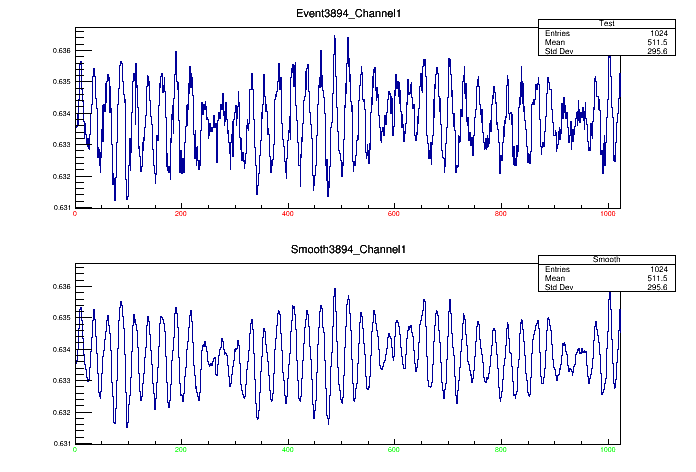 Event3894_Channel1
Test
Entries 1024
Mean 511.5
Std Dev 295.6
0.636
0.635
0.634
0.633
0.632
0.631
0 200 400 600 800 1000
Smooth3894_Channel1
Smooth
Entries 1024
Mean 511.5
Std Dev 295.6
0.636
0.635
0.634
0.633
0.632
0.631
0 200 400 600 800 1000